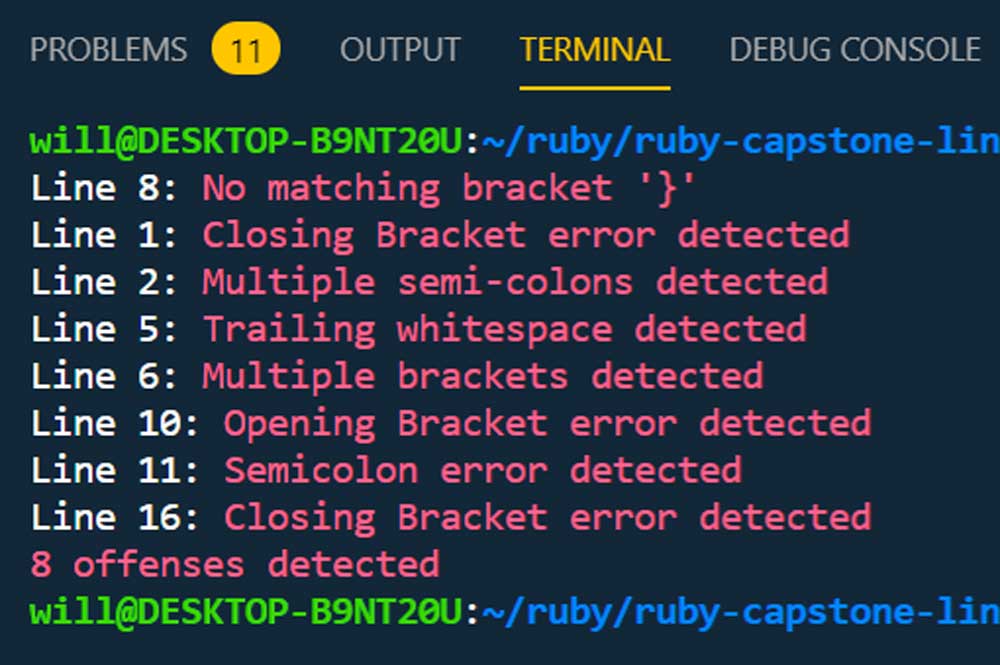 PROBLEMS 11 OUTPUT TERMINAL DEBUG CONSOLE
will@DESKTOP-B9NT20U:~/ruby/ruby-capstone-lin
Line 8: No matching bracket '}'
Line 1: Closing Bracket error detected
Line 2: Multiple semi-colons detected
Line 5: Trailing whitespace detected
Line 6: Multiple brackets detected
Line 10: Opening Bracket error detected
Line 11: Semicolon error detected
Line 16: Closing Bracket error detected
8 offenses detected
will@DESKTOP-B9NT20U:~/ruby/ruby-capstone-lin